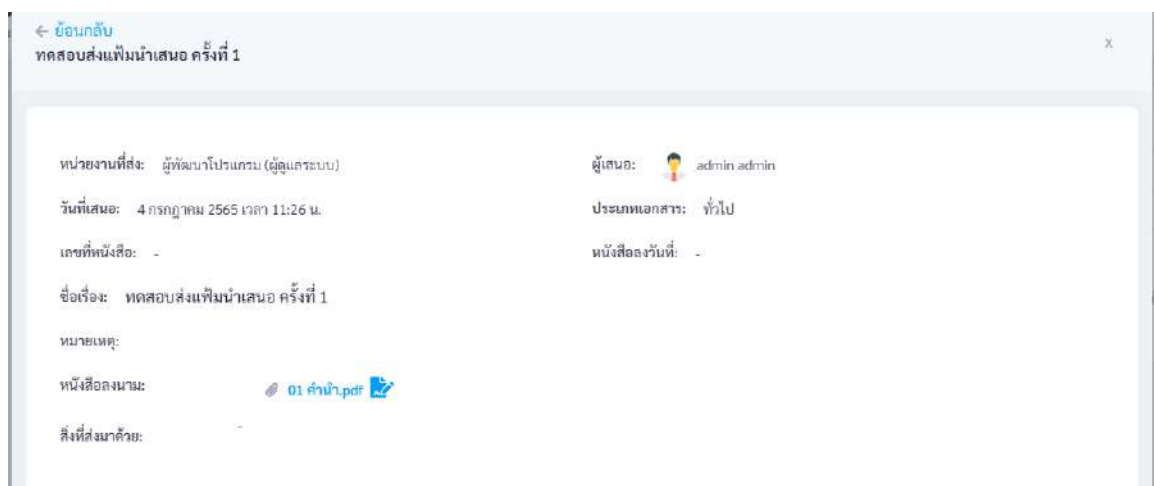 ← ย้อนกลับ
ทดสอบส่งแฟ้มนำเสนอ ครั้งที่ 1
x
หน่วยงานที่ส่ง: ผู้พัฒนาโปรแกรม (ผู้ดูแลระบบ) ผู้เสนอ: admin admin
วันที่เสนอ: 4 กรกฎาคม 2565 เวลา 11:26 น. ประเภทเอกสาร: ทั่วไป
เลขที่หนังสือ: - หนังสือลงวันที่: -
ชื่อเรื่อง: ทดสอบส่งแฟ้มนำเสนอ ครั้งที่ 1
หมายเหตุ:
หนังสือลงนาม: 01 คำนำ.pdf
สิ่งที่ส่งมาด้วย: -